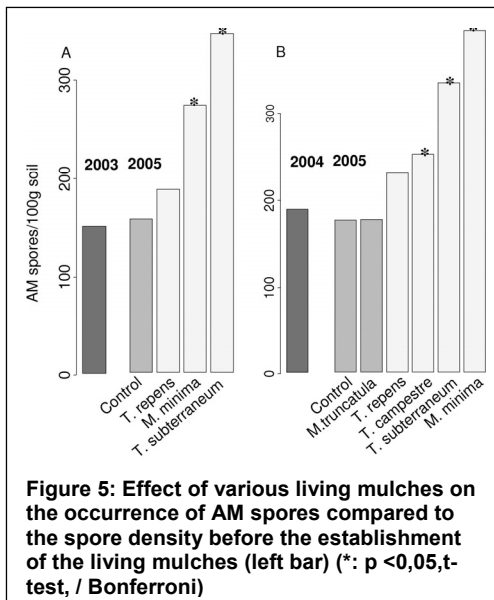 A
B
AM spores/100g soil
0
100
200
300
2003 2005
*
*
Control
T. repens
M. minima
T. subterraneum
0
100
200
300
2004 2005
*
*
*
Control
M.truncatula
T. repens
T. campestre
T. subterraneum
M. minima
Figure 5: Effect of various living mulches on
the occurrence of AM spores compared to
the spore density before the establishment
of the living mulches (left bar) (*: p <0,05,t-
test, / Bonferroni)